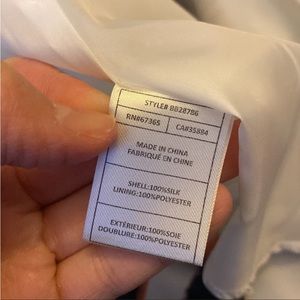 STYLE# BB28786
RN#67365 CA#35884
MADE IN CHINA
FABRIQUÉ EN CHINE
SHELL:100%SILK
LINING:100%POLYESTER
EXTÉRIEUR:100%SOIE
DOUBLURE:100%POLYESTER